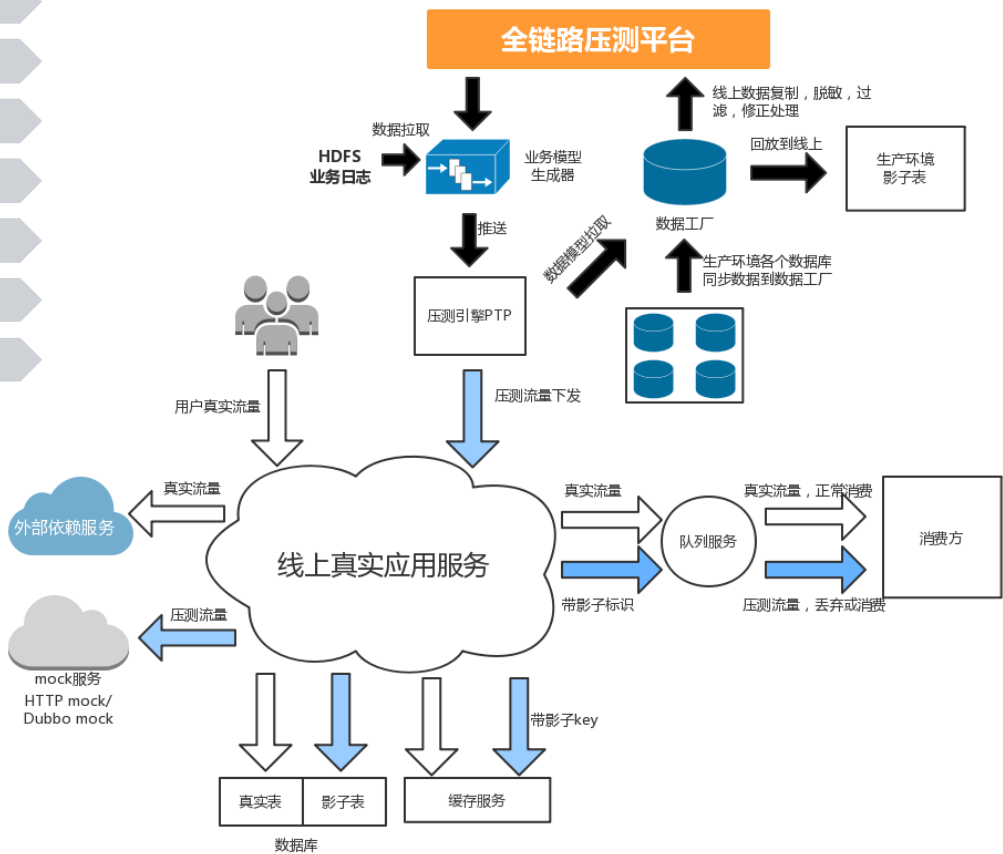 全链路压测平台
数据拉取
HDFS
业务日志
业务模型
生成器
线上数据复制，脱敏，过
滤，修正处理
回放到线上
生产环境
影子表
数据工厂
推送
数据模型拉取
生产环境各个数据库
同步数据到数据工厂
压测引擎PTP
用户真实流量
压测流量下发
真实流量
外部依赖服务
线上真实应用服务
真实流量
带影子标识
队列服务
真实流量，正常消费
压测流量，丢弃或消费
消费方
压测流量
mock服务
HTTP mock/
Dubbo mock
带影子key
真实表
影子表
数据库
缓存服务